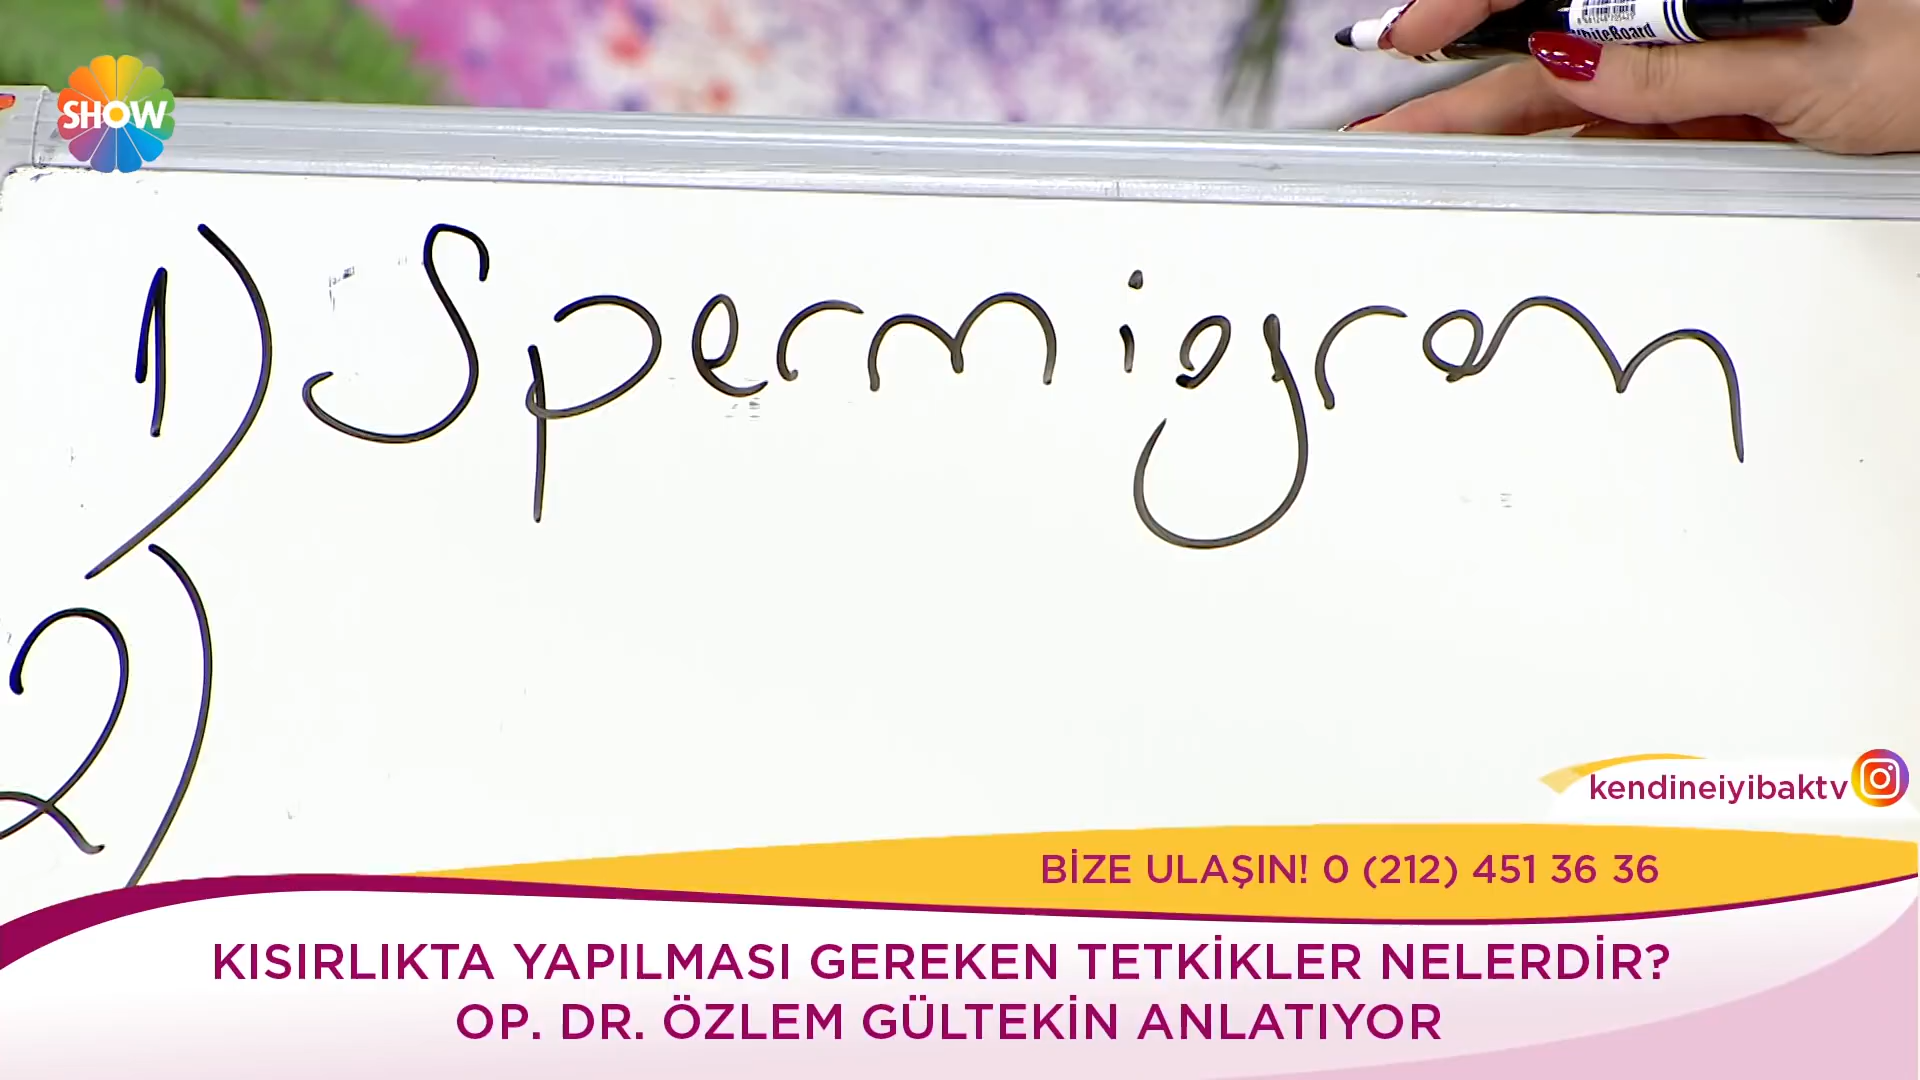 SHOW
WhiteBoard
1) Spermiogram
2)
kendineiyibaktv
BİZE ULAŞIN! 0 (212) 451 36 36
KISIRLIKTA YAPILMASI GEREKEN TETKİKLER NELERDİR?
OP. DR. ÖZLEM GÜLTEKİN ANLATIYOR